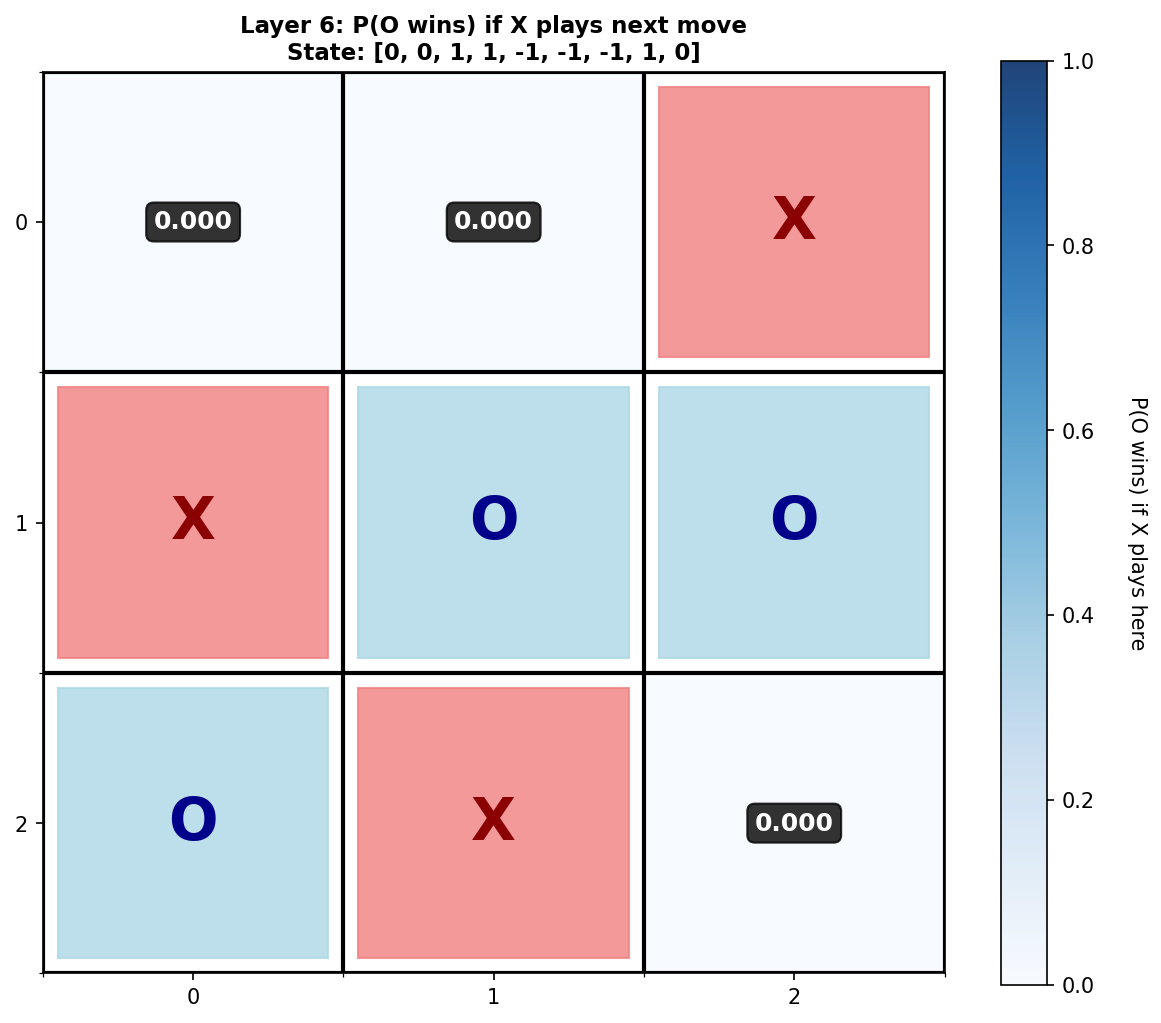 Layer 6: P(O wins) if X plays next move
State: [0, 0, 1, 1, -1, -1, -1, 1, 0]
0
0.000
0.000
X
1
X
O
O
2
O
X
0.000
0
1
2
1.0
0.8
0.6
0.4
0.2
0.0
P(O wins) if X plays here